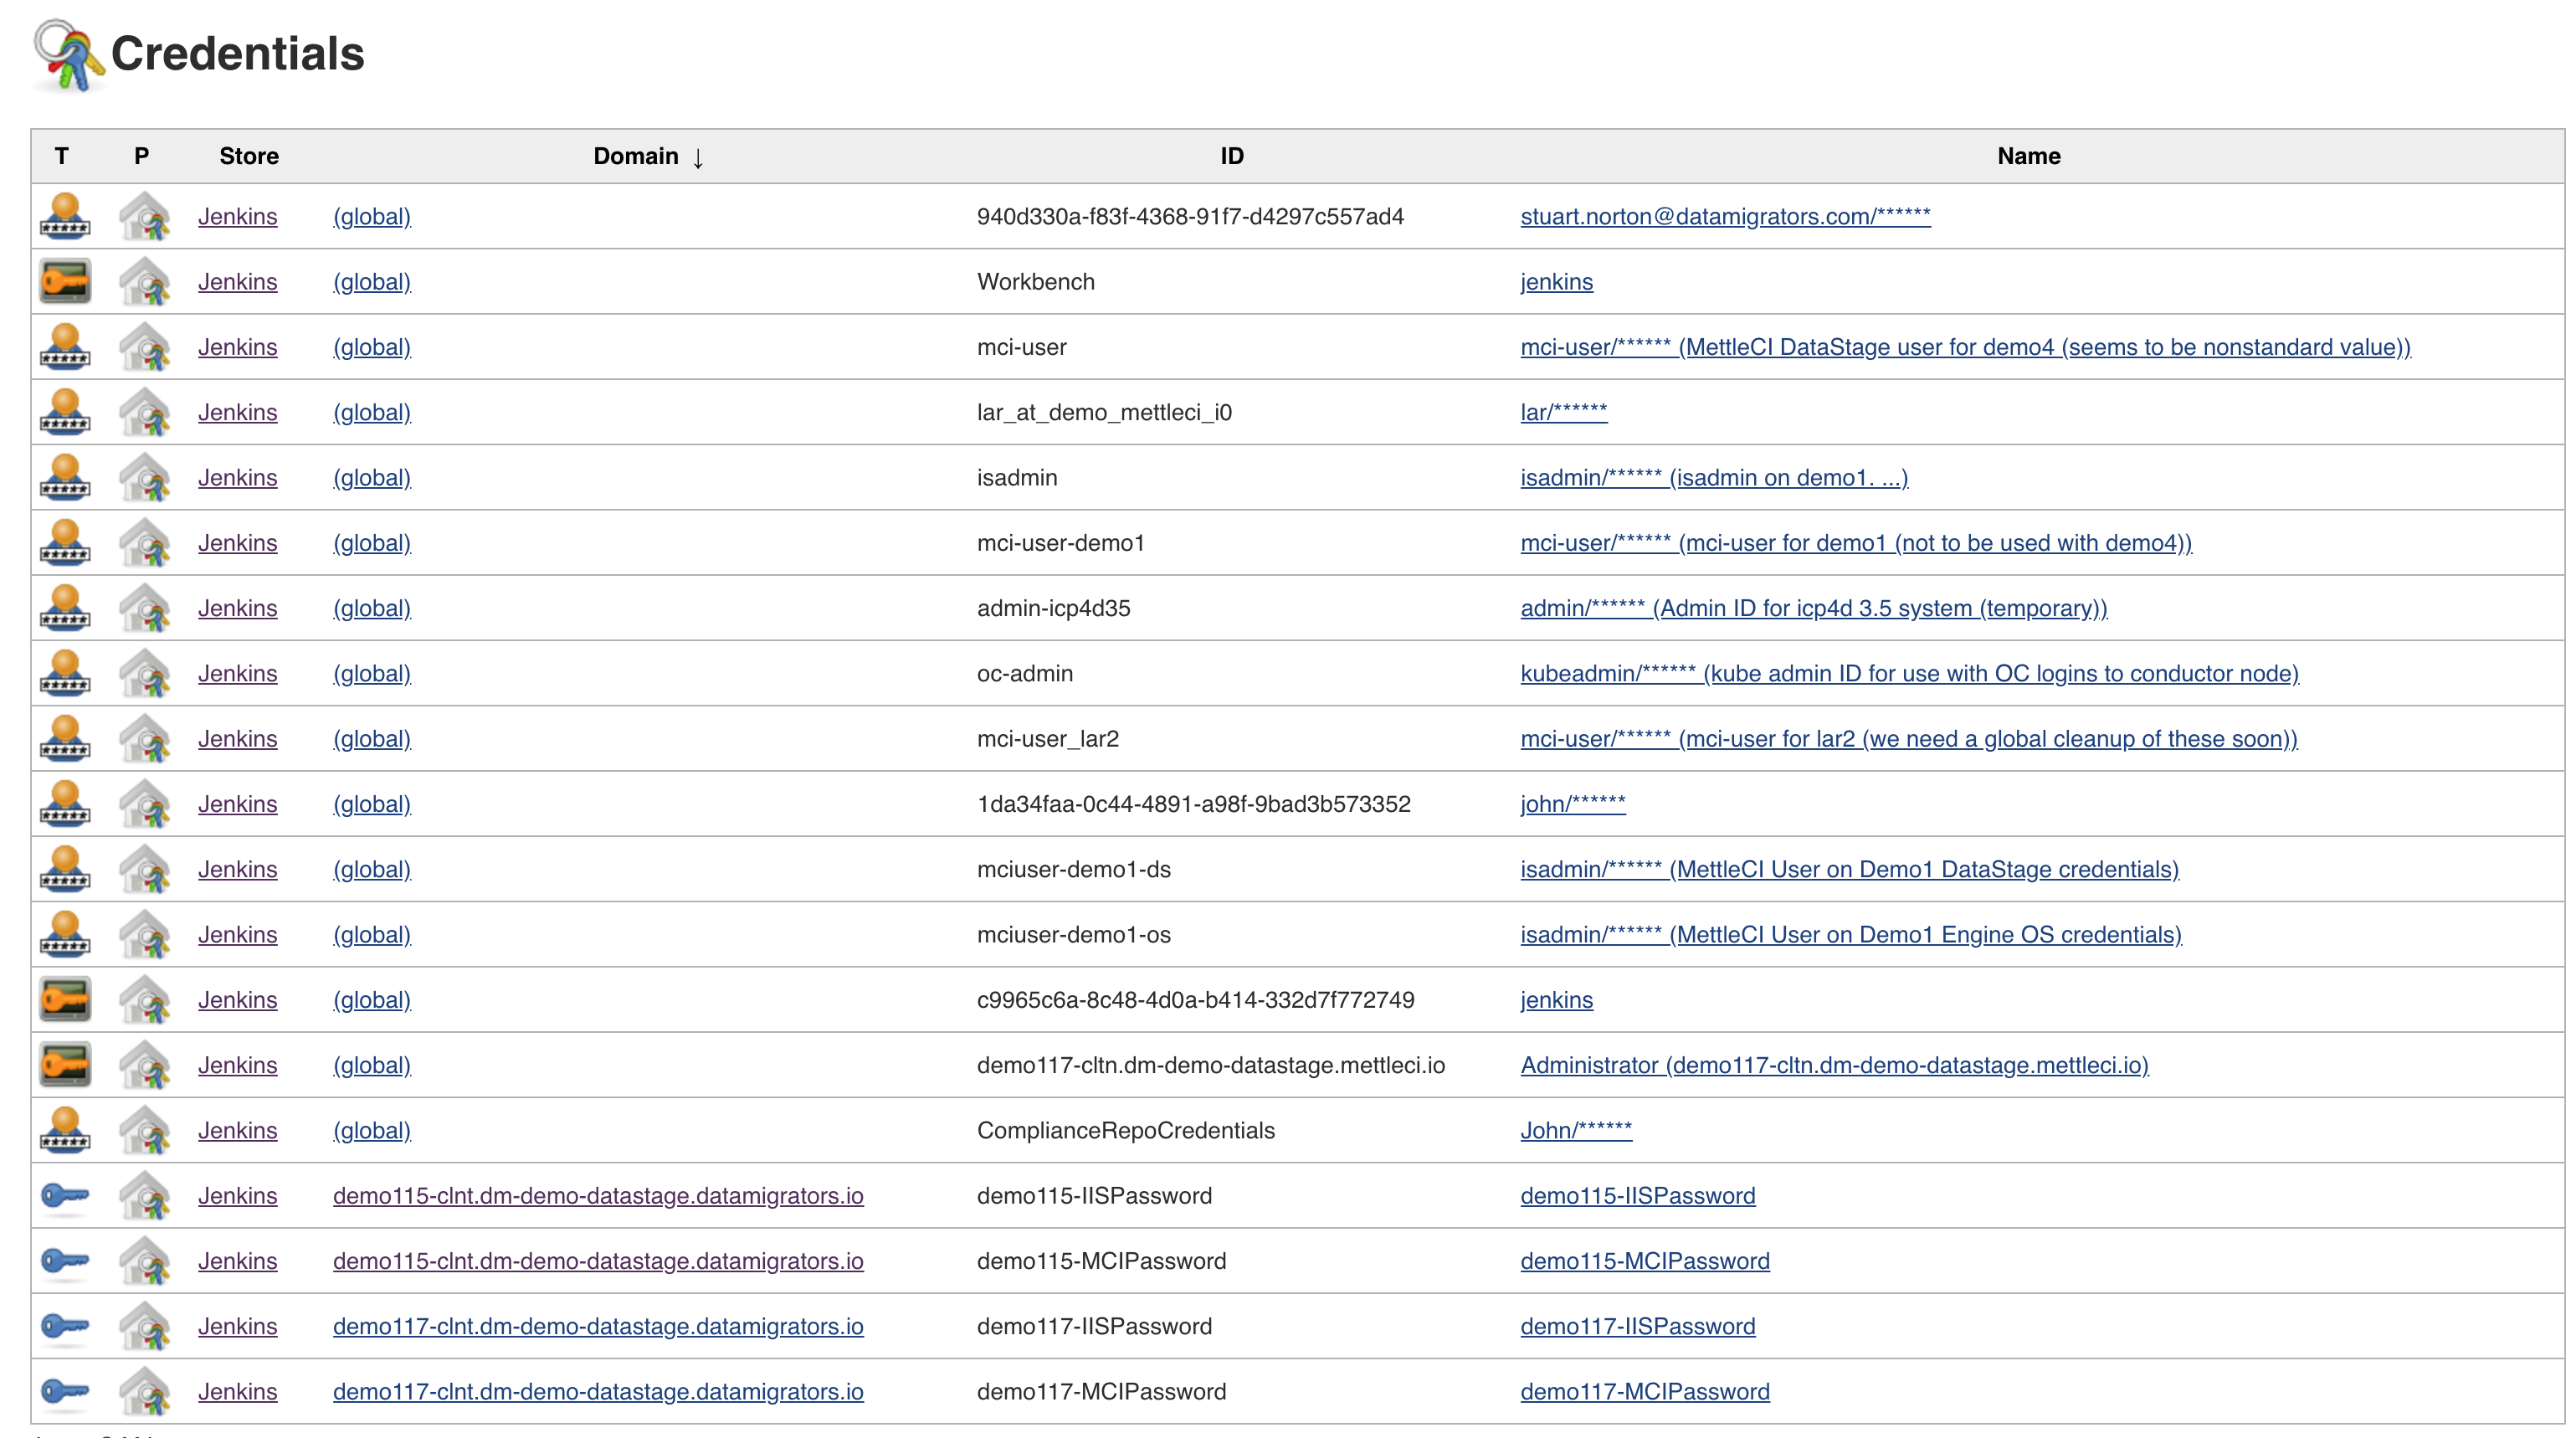 Credentials
T P Store Domain ↓ ID Name
Jenkins (global) 940d330a-f83f-4368-91f7-d4297c557ad4 stuart.norton@datamigrators.com/******
Jenkins (global) Workbench jenkins
Jenkins (global) mci-user mci-user/****** (MettleCI DataStage user for demo4 (seems to be nonstandard value))
Jenkins (global) lar_at_demo_mettleci_i0 lar/******
Jenkins (global) isadmin isadmin/****** (isadmin on demo1. ...)
Jenkins (global) mci-user-demo1 mci-user/****** (mci-user for demo1 (not to be used with demo4))
Jenkins (global) admin-icp4d35 admin/****** (Admin ID for icp4d 3.5 system (temporary))
Jenkins (global) oc-admin kubeadmin/****** (kube admin ID for use with OC logins to conductor node)
Jenkins (global) mci-user_lar2 mci-user/****** (mci-user for lar2 (we need a global cleanup of these soon))
Jenkins (global) 1da34faa-0c44-4891-a98f-9bad3b573352 john/******
Jenkins (global) mciuser-demo1-ds isadmin/****** (MettleCI User on Demo1 DataStage credentials)
Jenkins (global) mciuser-demo1-os isadmin/****** (MettleCI User on Demo1 Engine OS credentials)
Jenkins (global) c9965c6a-8c48-4d0a-b414-332d7f772749 jenkins
Jenkins (global) demo117-cltn.dm-demo-datastage.mettleci.io Administrator (demo117-cltn.dm-demo-datastage.mettleci.io)
Jenkins (global) ComplianceRepoCredentials John/******
Jenkins demo115-clnt.dm-demo-datastage.datamigrators.io demo115-IISPassword demo115-IISPassword
Jenkins demo115-clnt.dm-demo-datastage.datamigrators.io demo115-MCIPassword demo115-MCIPassword
Jenkins demo117-clnt.dm-demo-datastage.datamigrators.io demo117-IISPassword demo117-IISPassword
Jenkins demo117-clnt.dm-demo-datastage.datamigrators.io demo117-MCIPassword demo117-MCIPassword